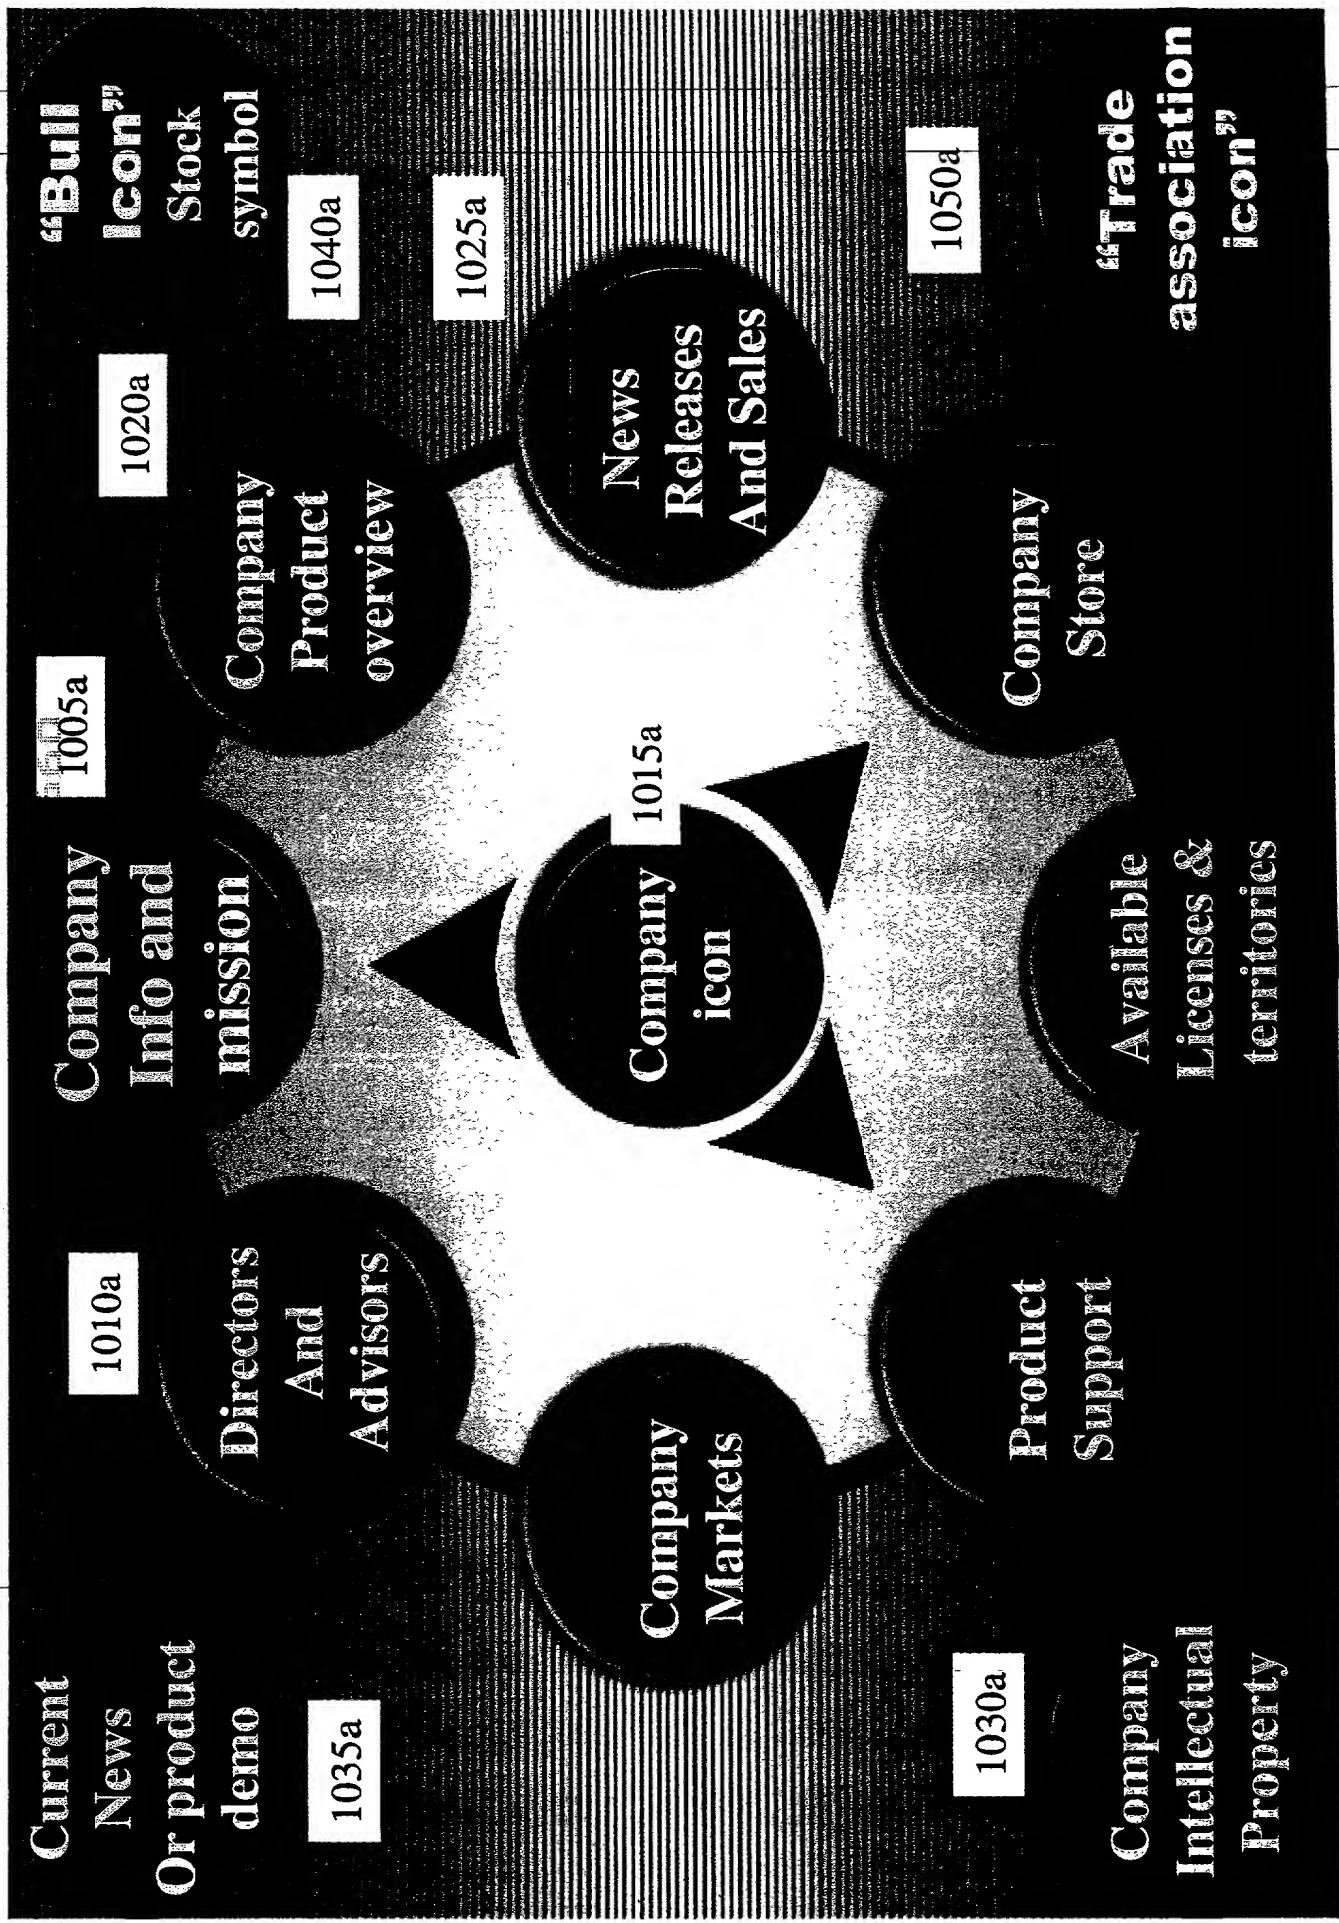 Current
News
Or product
demo
1035a
1010a
Directors
And
Advisors
Company
Info and
mission
1005a
1020a
Company
Product
overview
“Bull
Icon”
Stock
symbol
1040a
1025a
Company
Markets
Company
icon
1015a
News
Releases
And Sales
1030a
Company
Intellectual
Property
Product
Support
Available
Licenses &
territories
Company
Store
1050a
“Trade
association
icon”